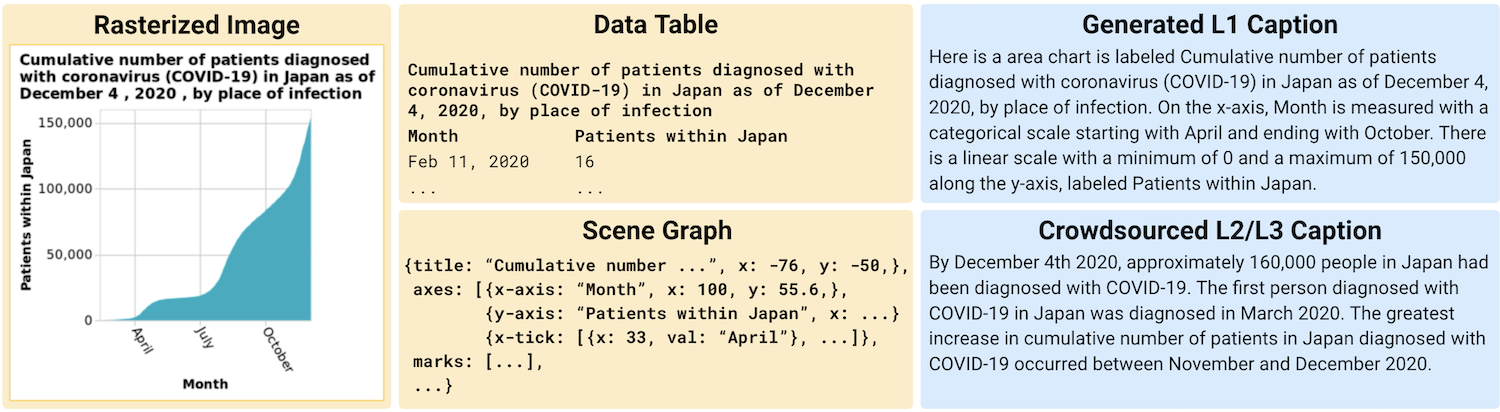 Rasterized Image
Cumulative number of patients diagnosed
with coronavirus (COVID-19) in Japan as of
December 4 , 2020 , by place of infection
Patients within Japan
150,000
100,000
50,000
0
April
July
October
Month
Data Table
Cumulative number of patients diagnosed with
coronavirus (COVID-19) in Japan as of December
4, 2020, by place of infection
Month Patients within Japan
Feb 11, 2020 16
... ...
Scene Graph
{title: “Cumulative number ...”, x: -76, y: -50,},
axes: [{x-axis: “Month”, x: 100, y: 55.6,},
{y-axis: “Patients within Japan”, x: ...}
{x-tick: [{x: 33, val: “April”}, ...]},
marks: [...],
...}
Generated L1 Caption
Here is a area chart is labeled Cumulative number of patients
diagnosed with coronavirus (COVID-19) in Japan as of December 4,
2020, by place of infection. On the x-axis, Month is measured with a
categorical scale starting with April and ending with October. There
is a linear scale with a minimum of 0 and a maximum of 150,000
along the y-axis, labeled Patients within Japan.
Crowdsourced L2/L3 Caption
By December 4th 2020, approximately 160,000 people in Japan had
been diagnosed with COVID-19. The first person diagnosed with
COVID-19 in Japan was diagnosed in March 2020. The greatest
increase in cumulative number of patients in Japan diagnosed with
COVID-19 occurred between November and December 2020.